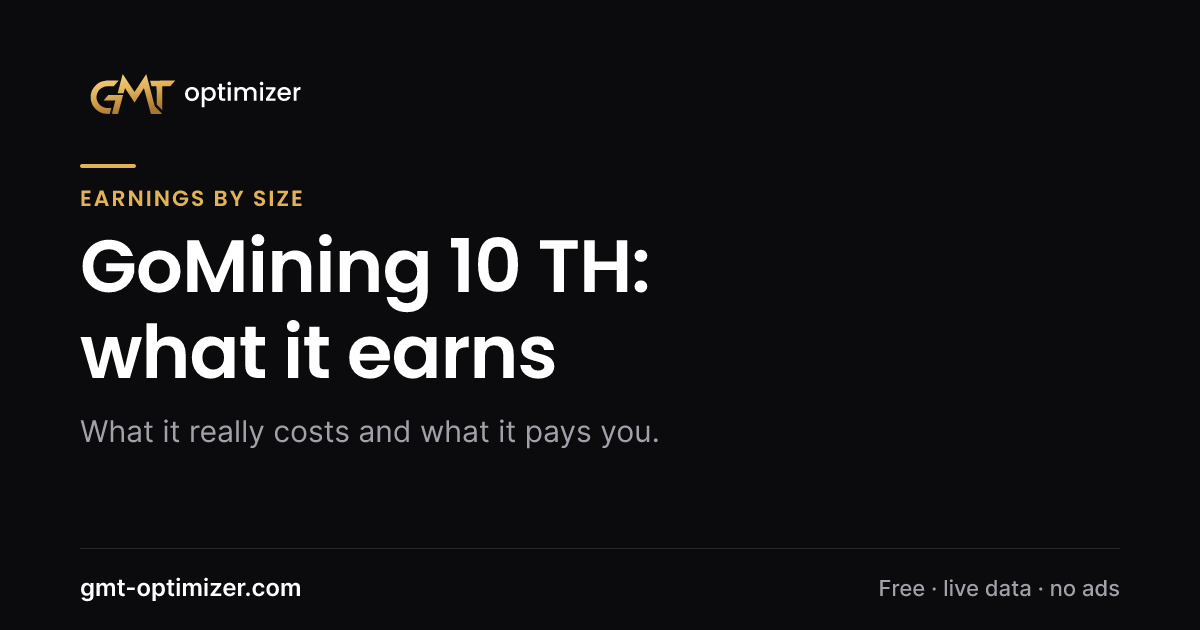 GMT optimizer
EARNINGS BY SIZE
GoMining 10 TH:
what it earns
What it really costs and what it pays you.
gmt-optimizer.com
Free · live data · no ads